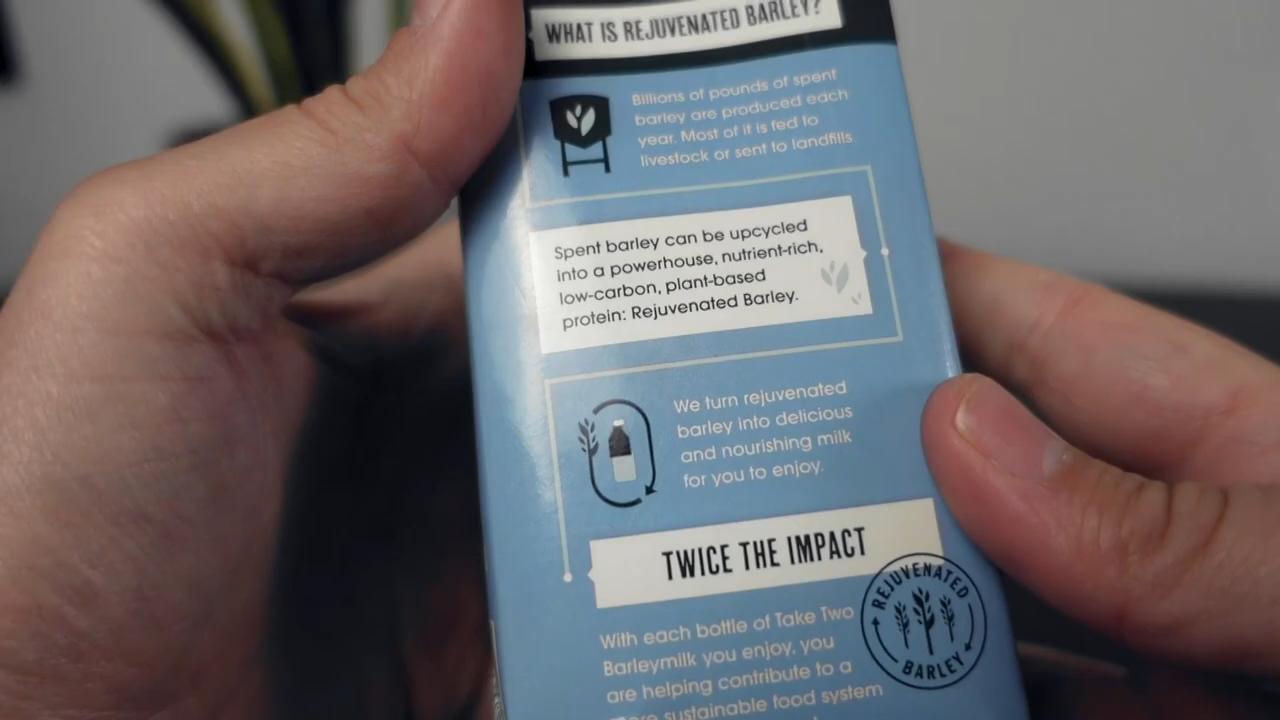 WHAT IS REJUVENATED BARLEY?
Billions of pounds of spent
barley are produced each
year. Most of it is fed to
livestock or sent to landfills.
Spent barley can be upcycled
into a powerhouse, nutrient-rich,
low-carbon, plant-based
protein: Rejuvenated Barley.
We turn rejuvenated
barley into delicious
and nourishing milk
for you to enjoy.
TWICE THE IMPACT
REJUVENATED
BARLEY
With each bottle of Take Two
Barleymilk you enjoy, you
are helping contribute to a
more sustainable food system